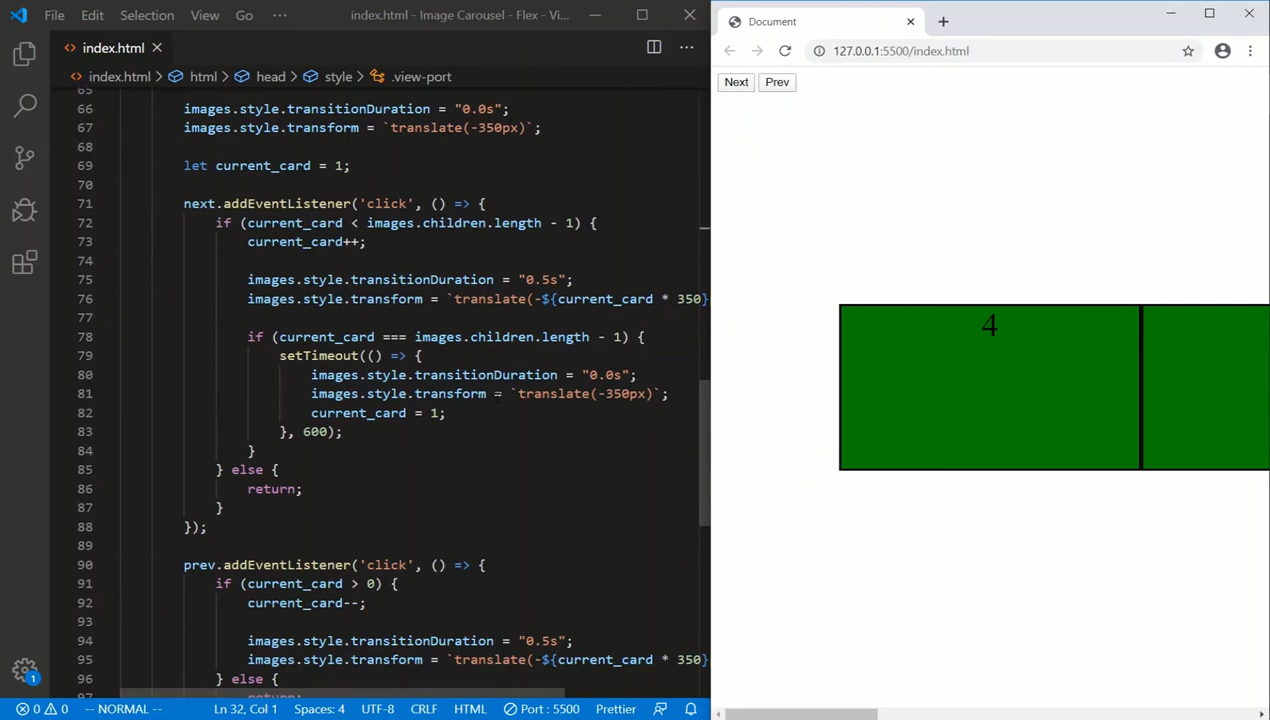 File Edit Selection View Go ··· index.html - Image Carousel - Flex - Vi...
index.html
index.html > html > head > style > .view-port
65
66 images.style.transitionDuration = "0.0s";
67 images.style.transform = `translate(-350px)`;
68
69 let current_card = 1;
70
71 next.addEventListener('click', () => {
72 if (current_card < images.children.length - 1) {
73 current_card++;
74
75 images.style.transitionDuration = "0.5s";
76 images.style.transform = `translate(-${current_card * 350}
77
78 if (current_card === images.children.length - 1) {
79 setTimeout(() => {
80 images.style.transitionDuration = "0.0s";
81 images.style.transform = `translate(-350px)`;
82 current_card = 1;
83 }, 600);
84 }
85 } else {
86 return;
87 }
88 });
89
90 prev.addEventListener('click', () => {
91 if (current_card > 0) {
92 current_card--;
93
94 images.style.transitionDuration = "0.5s";
95 images.style.transform = `translate(-${current_card * 350}
96 } else {
97 return;
1
0 0 -- NORMAL -- Ln 32, Col 1 Spaces: 4 UTF-8 CRLF HTML Port : 5500 Prettier
Document
127.0.0.1:5500/index.html
Next Prev
4